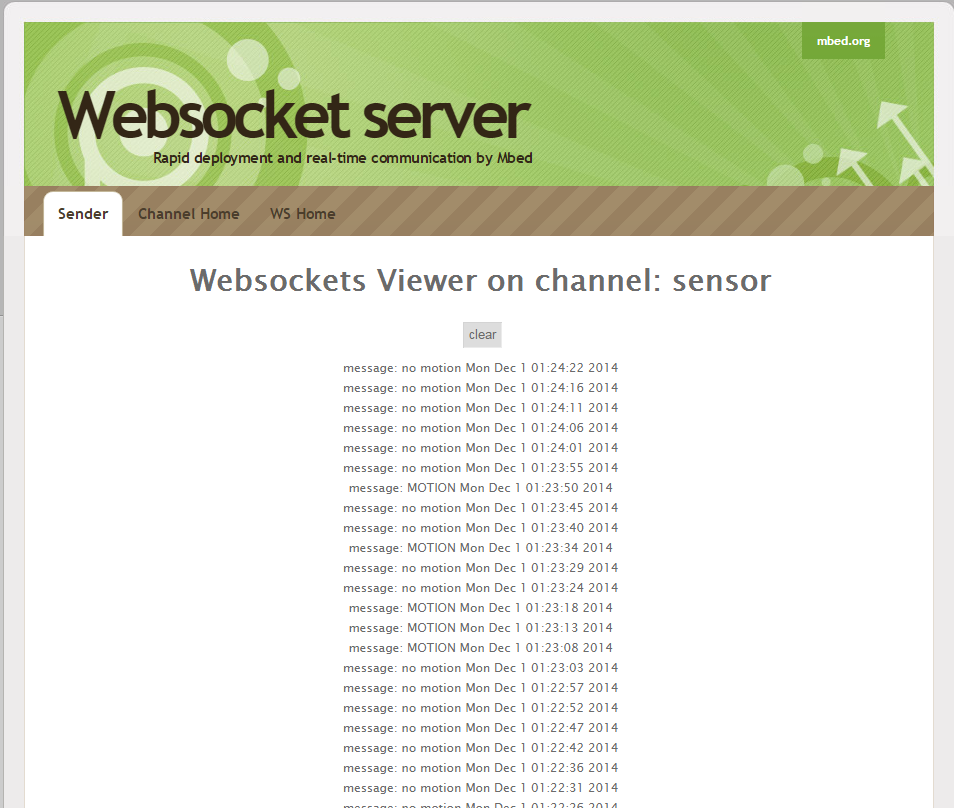 mbed.org
Websocket server
Rapid deployment and real-time communication by Mbed
Sender Channel Home WS Home
Websockets Viewer on channel: sensor
clear
message: no motion Mon Dec 1 01:24:22 2014
message: no motion Mon Dec 1 01:24:16 2014
message: no motion Mon Dec 1 01:24:11 2014
message: no motion Mon Dec 1 01:24:06 2014
message: no motion Mon Dec 1 01:24:01 2014
message: no motion Mon Dec 1 01:23:55 2014
message: MOTION Mon Dec 1 01:23:50 2014
message: no motion Mon Dec 1 01:23:45 2014
message: no motion Mon Dec 1 01:23:40 2014
message: MOTION Mon Dec 1 01:23:34 2014
message: no motion Mon Dec 1 01:23:29 2014
message: no motion Mon Dec 1 01:23:24 2014
message: MOTION Mon Dec 1 01:23:18 2014
message: MOTION Mon Dec 1 01:23:13 2014
message: MOTION Mon Dec 1 01:23:08 2014
message: no motion Mon Dec 1 01:23:03 2014
message: no motion Mon Dec 1 01:22:57 2014
message: no motion Mon Dec 1 01:22:52 2014
message: no motion Mon Dec 1 01:22:47 2014
message: no motion Mon Dec 1 01:22:42 2014
message: no motion Mon Dec 1 01:22:36 2014
message: no motion Mon Dec 1 01:22:31 2014
message: no motion Mon Dec 1 01:22:26 2014